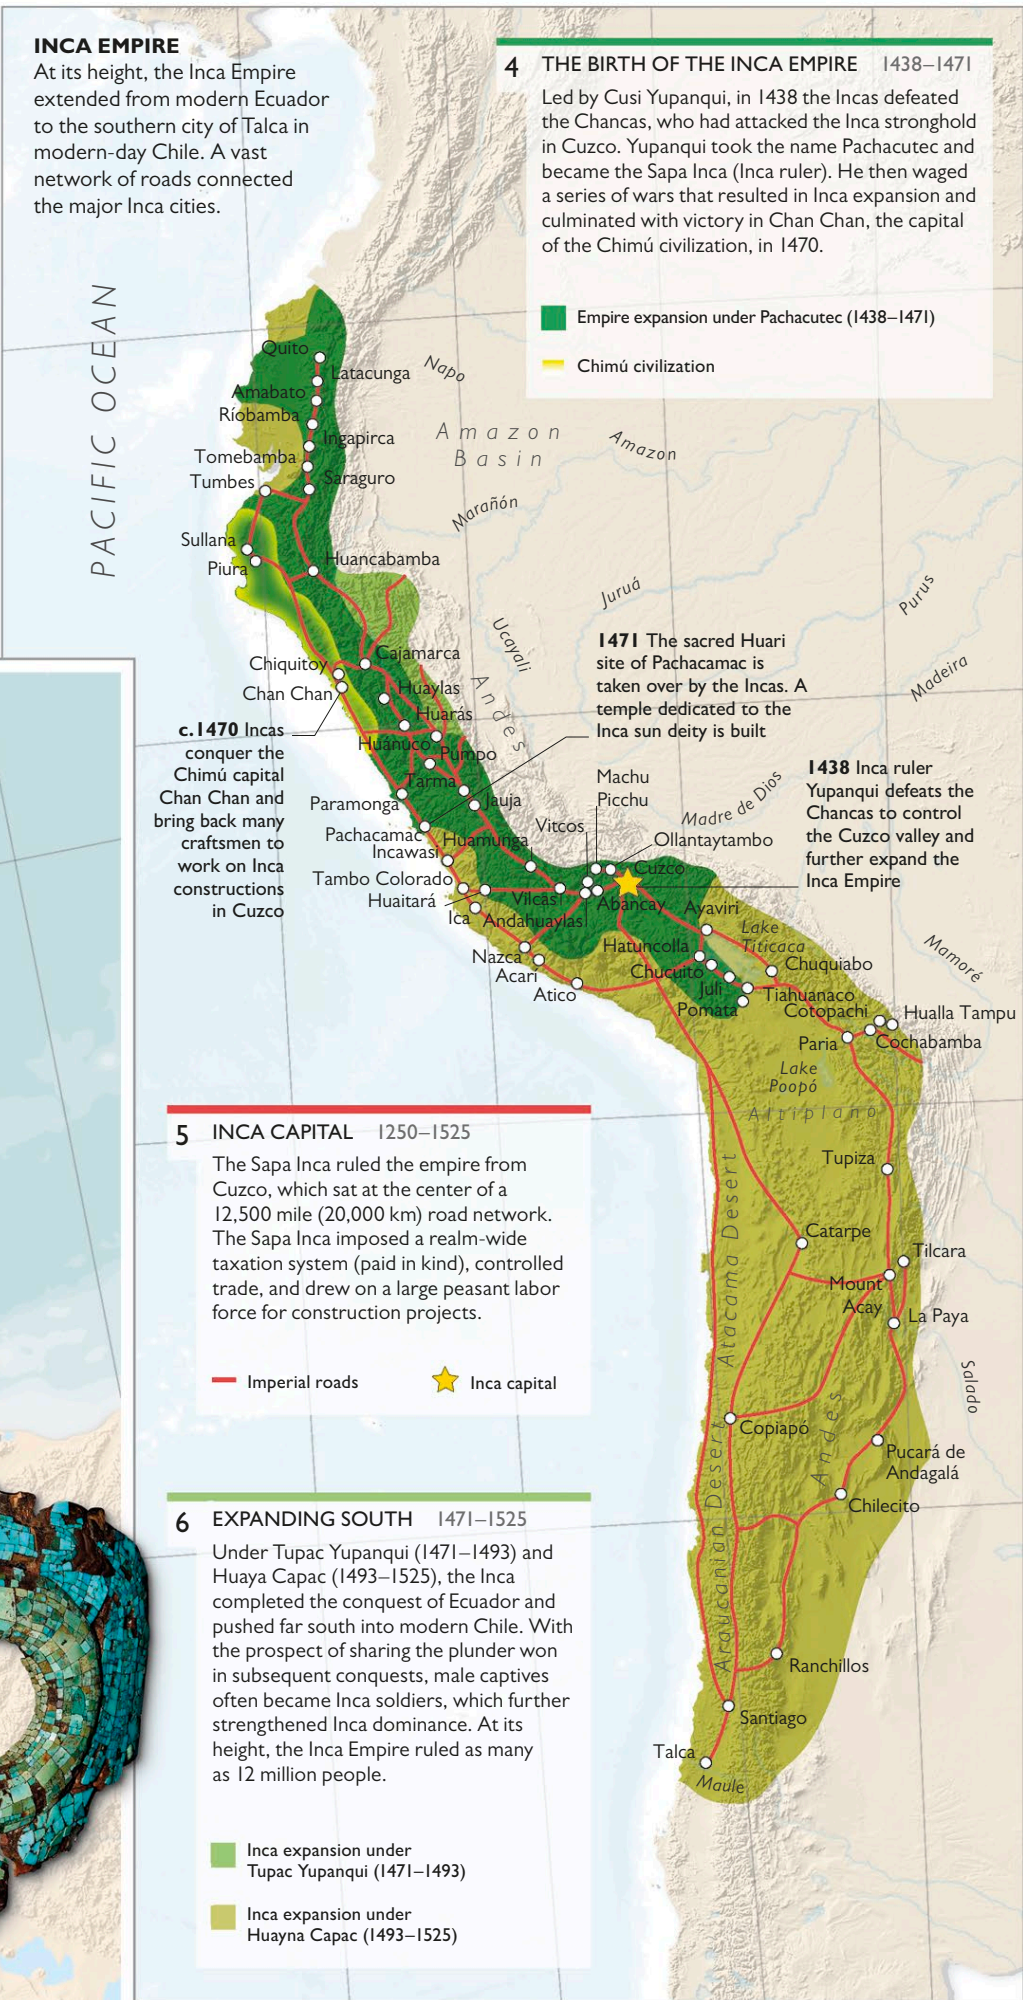 INCA EMPIRE
At its height, the Inca Empire
extended from modern Ecuador
to the southern city of Talca in
modern-day Chile. A vast
network of roads connected
the major Inca cities.
4 THE BIRTH OF THE INCA EMPIRE 1438–1471
Led by Cusi Yupanqui, in 1438 the Incas defeated
the Chancas, who had attacked the Inca stronghold
in Cuzco. Yupanqui took the name Pachacutec and
became the Sapa Inca (Inca ruler). He then waged
a series of wars that resulted in Inca expansion and
culminated with victory in Chan Chan, the capital
of the Chimú civilization, in 1470.
Empire expansion under Pachacutec (1438–1471)
Chimú civilization
PACIFIC OCEAN
Quito
Latacunga
Amabato
Ríobamba
Ingapirca
Tomebamba
Tumbes
Saraguro
Sullana
Piura
Huancabamba
Napo
Amazon
Basin
Amazon
Marañón
Juruá
Purus
Ucayali
Madeira
Andes
Chiquitoy
Cajamarca
Chan Chan
Huaylas
Huarás
Huánuco
Pumpo
Tarma
Jauja
Paramonga
Pachacamac
Huamunga
Incawasi
Tambo Colorado
Huaitará
Ica
Vilcas
Andahuaylas
Abancay
Nazca
Acarí
Atico
c.1470 Incas
conquer the
Chimú capital
Chan Chan and
bring back many
craftsmen to
work on Inca
constructions
in Cuzco
1471 The sacred Huari
site of Pachacamac is
taken over by the Incas. A
temple dedicated to the
Inca sun deity is built
Machu
Picchu
Vitcos
Madre de Dios
Ollantaytambo
Cuzco
1438 Inca ruler
Yupanqui defeats the
Chancas to control
the Cuzco valley and
further expand the
Inca Empire
Ayaviri
Lake
Titicaca
Hatuncolla
Chucuito
Chuquiabo
Juli
Pomata
Tiahuanaco
Cotopachi
Mamoré
Hualla Tampu
Paria
Cochabamba
Lake
Poopó
Altiplano
Tupiza
Catarpe
Tilcara
Mount
Acay
La Paya
Atacama Desert
Salado
Copiapó
Andes
Pucará de
Andagalá
Chilecito
Araucanian Desert
Ranchillos
Santiago
Talca
Maule
5 INCA CAPITAL 1250–1525
The Sapa Inca ruled the empire from
Cuzco, which sat at the center of a
12,500 mile (20,000 km) road network.
The Sapa Inca imposed a realm-wide
taxation system (paid in kind), controlled
trade, and drew on a large peasant labor
force for construction projects.
Imperial roads
Inca capital
6 EXPANDING SOUTH 1471–1525
Under Tupac Yupanqui (1471–1493) and
Huaya Capac (1493–1525), the Inca
completed the conquest of Ecuador and
pushed far south into modern Chile. With
the prospect of sharing the plunder won
in subsequent conquests, male captives
often became Inca soldiers, which further
strengthened Inca dominance. At its
height, the Inca Empire ruled as many
as 12 million people.
Inca expansion under
Tupac Yupanqui (1471–1493)
Inca expansion under
Huayna Capac (1493–1525)